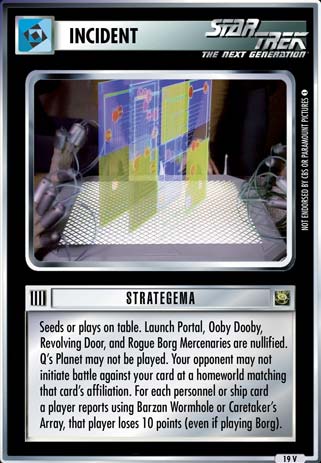 INCIDENT
STAR TREK
THE NEXT GENERATION
NOT ENDORSED BY CBS OR PARAMOUNT PICTURES
STRATEGEMA
Seeds or plays on table. Launch Portal, Ooby Dooby,
Revolving Door, and Rogue Borg Mercenaries are nullified.
Q's Planet may not be played. Your opponent may not
initiate battle against your card at a homeworld matching
that card's affiliation. For each personnel or ship card
a player reports using Barzan Wormhole or Caretaker's
Array, that player loses 10 points (even if playing Borg).
19 V